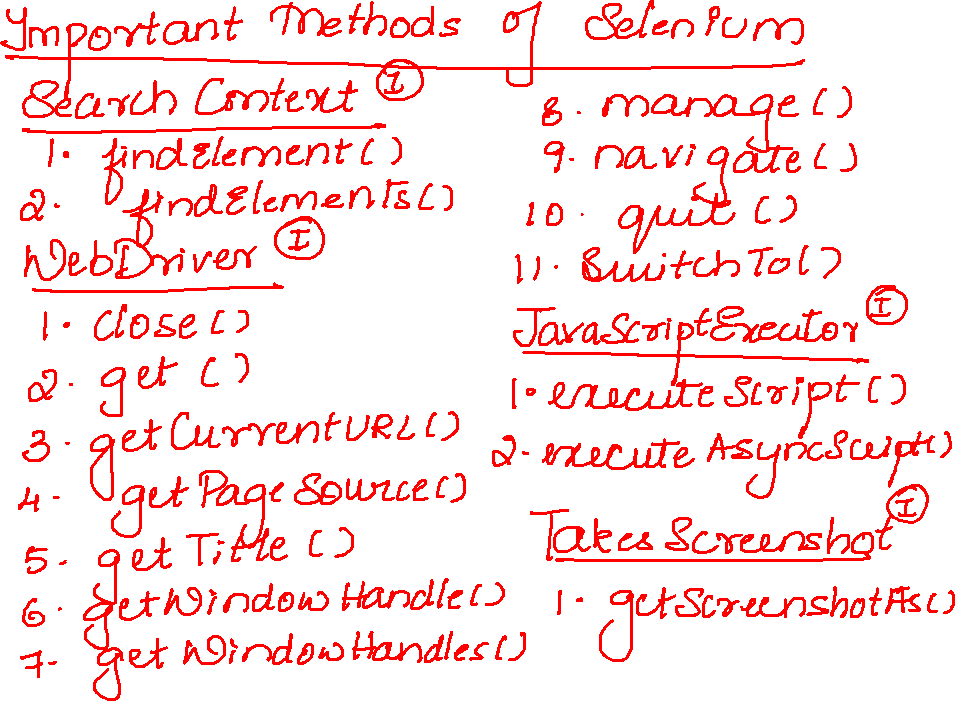 Important Methods of Selenium
Search Context I
1. findElement()
2. findElements()
WebDriver I
1. close()
2. get ()
3. getCurrentURL()
4. getPageSource()
5. getTitle ()
6. getWindowHandle()
7. getWindowHandles()
8. manage()
9. navigate()
10. quit ()
11. SwitchTo()
JavaScriptExecutor I
1. executeScript()
2. executeAsyncScript()
TakesScreenshot I
1. getScreenshotAs()